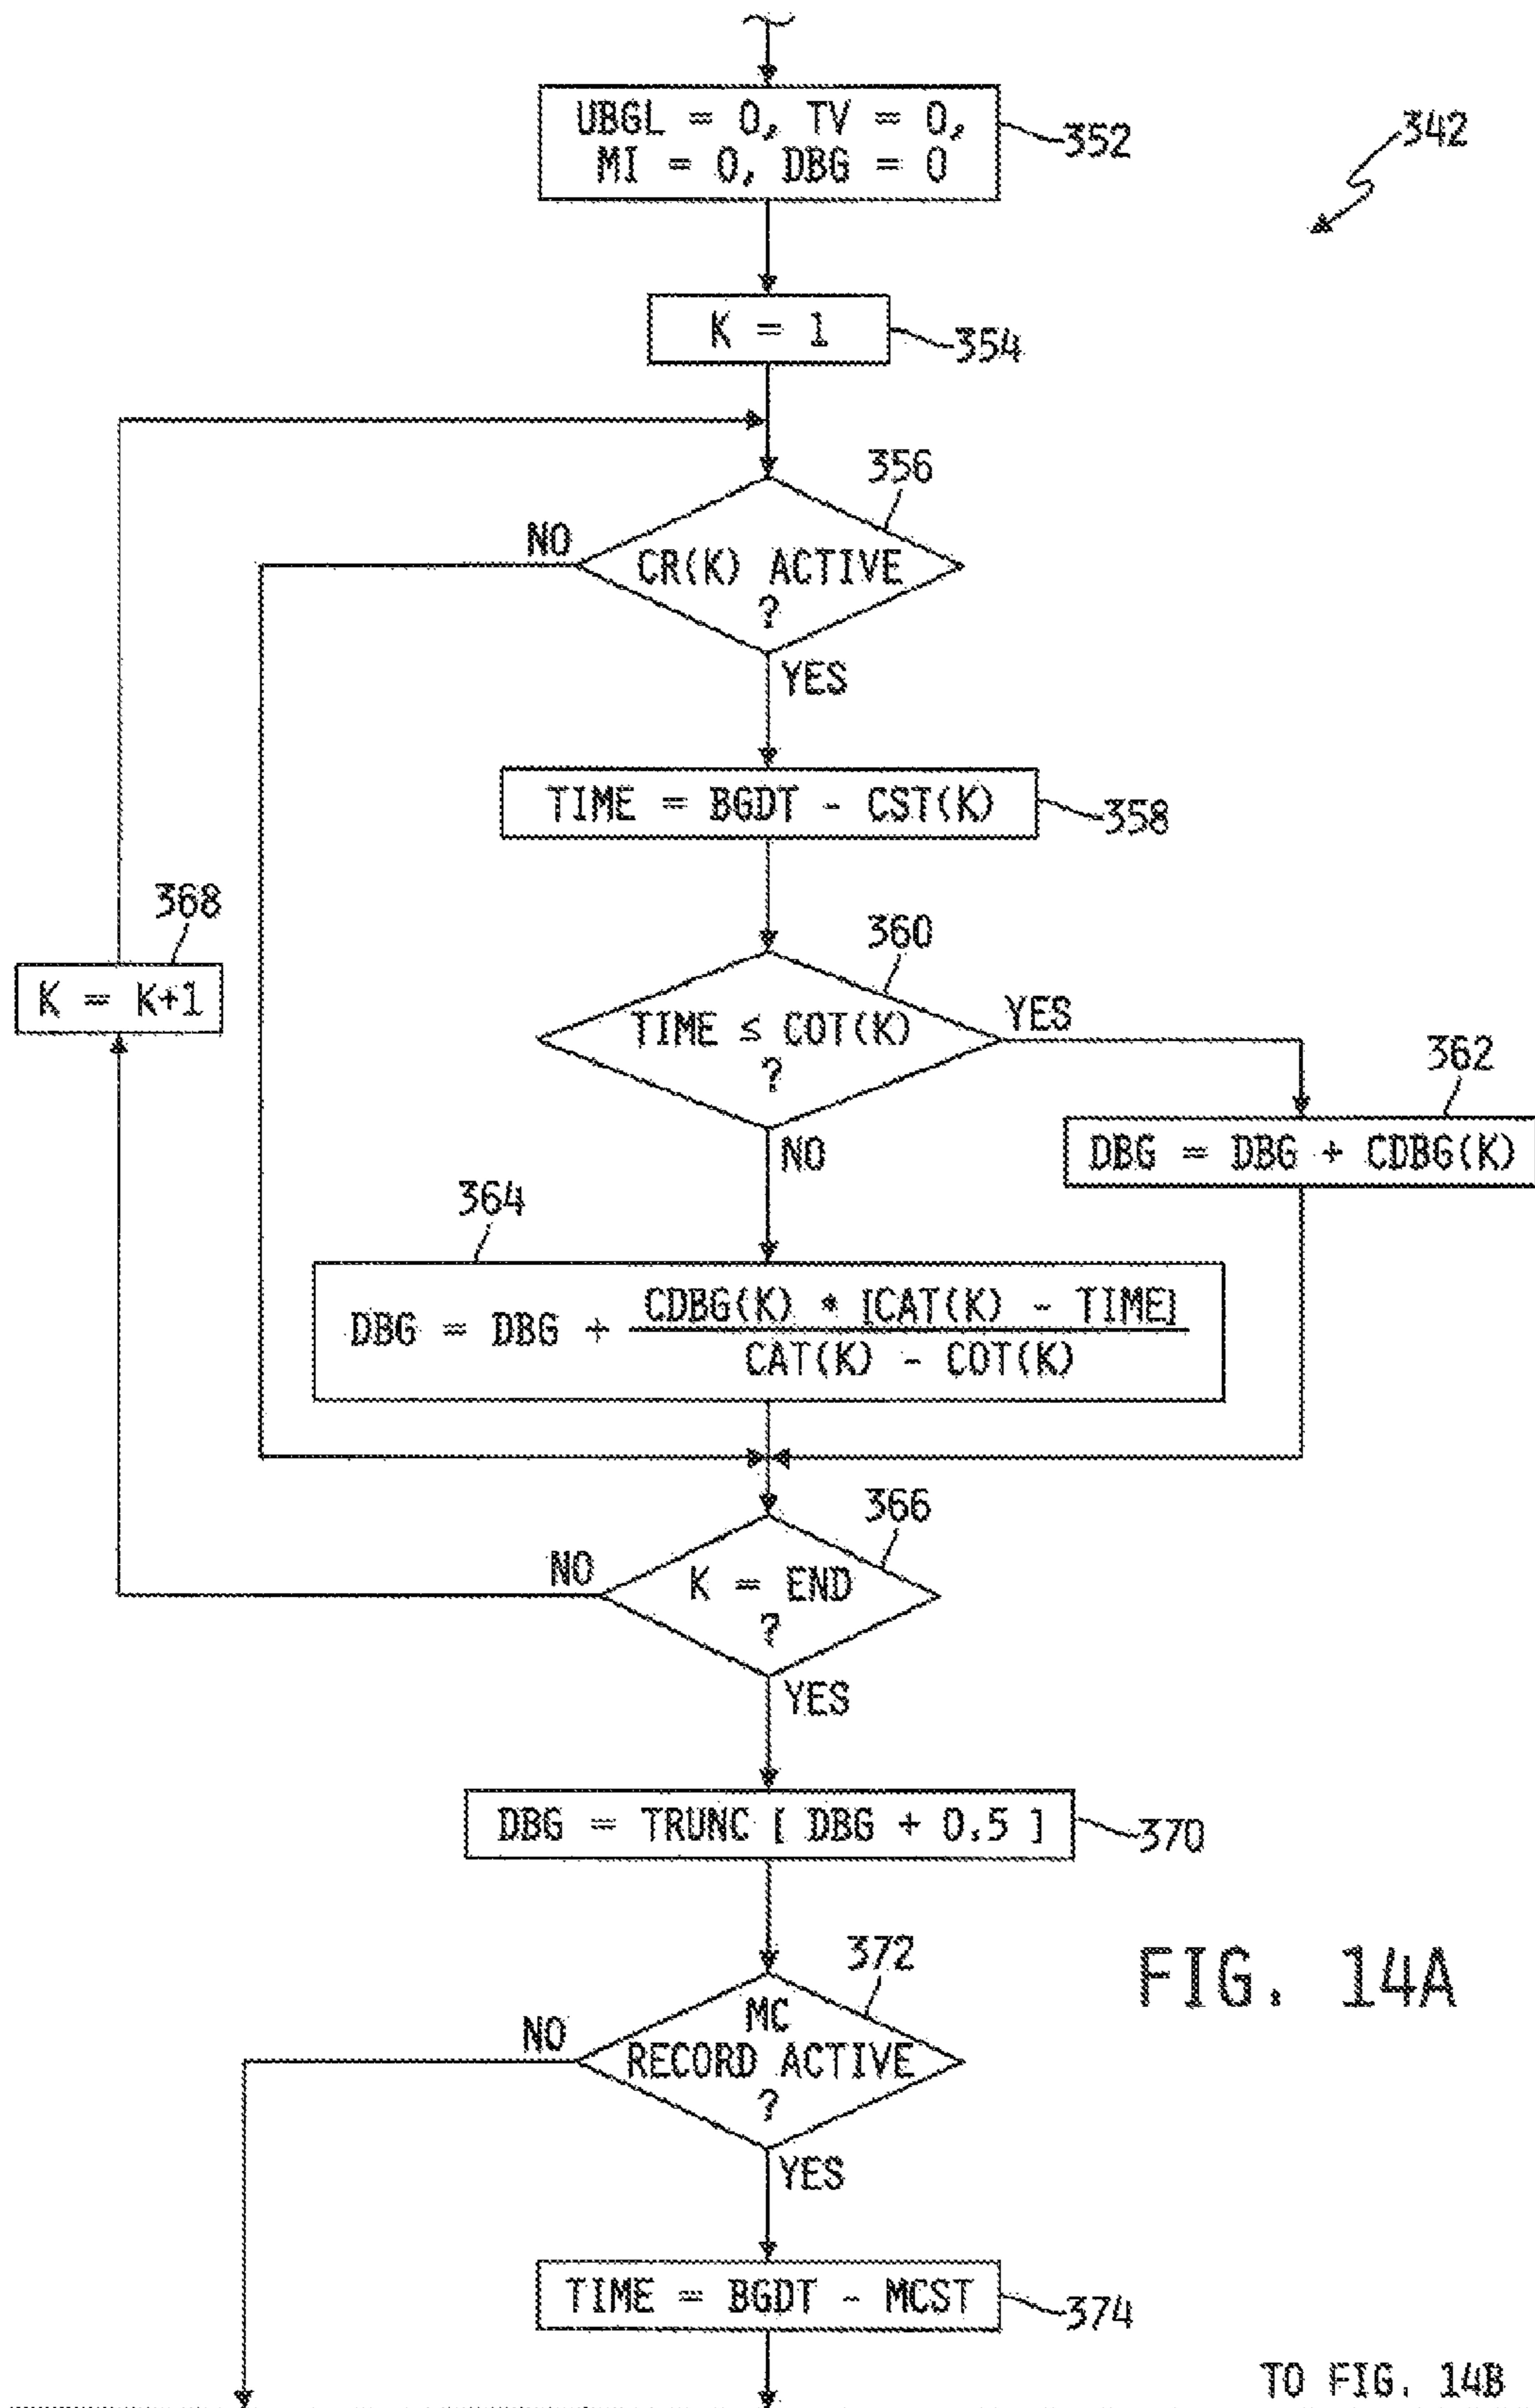 UBGL = 0, TV = 0,
MI = 0, DBG = 0
352
342
K = 1
354
356
NO
CR(K) ACTIVE
?
YES
TIME = BGDT - CST(K)
358
368
K = K+1
360
TIME ≤ COT(K)
?
YES
NO
362
DBG = DBG + CDBG(K)
364
DBG = DBG + CDBG(K) * [CAT(K) - TIME]
CAT(K) - COT(K)
366
NO
K = END
?
YES
DBG = TRUNC [ DBG + 0.5 ]
370
FIG. 14A
372
NO
MC
RECORD ACTIVE
?
YES
TIME = BGDT - MCST
374
TO FIG. 14B